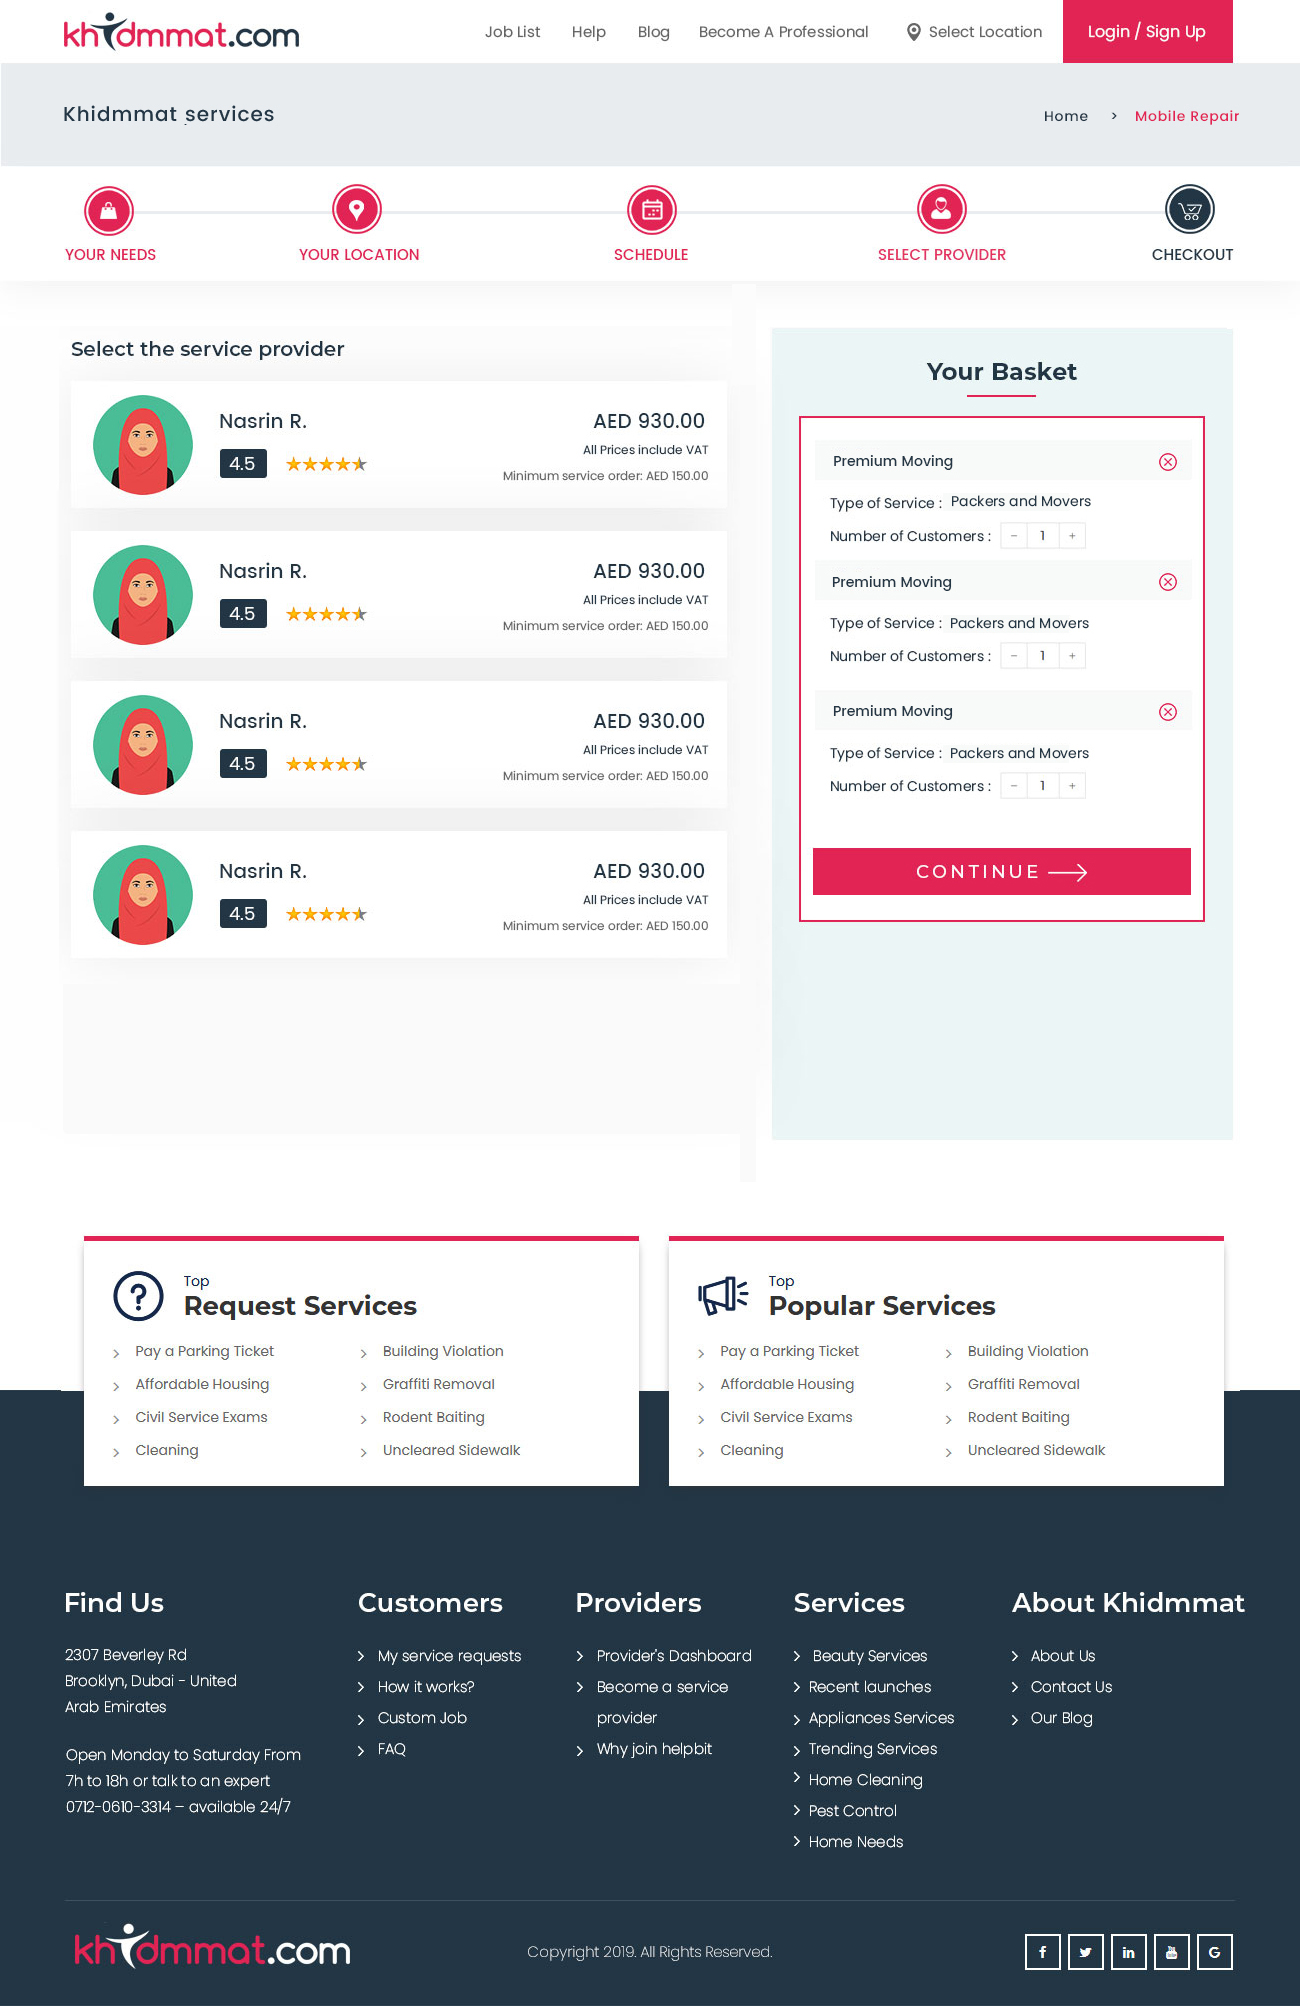 khidmmat.com
Job List Help Blog Become A Professional Select Location Login / Sign Up
Khidmmat services
Home > Mobile Repair
YOUR NEEDS YOUR LOCATION SCHEDULE SELECT PROVIDER CHECKOUT
Select the service provider
Nasrin R.
4.5
AED 930.00
All Prices include VAT
Minimum service order: AED 150.00
Nasrin R.
4.5
AED 930.00
All Prices include VAT
Minimum service order: AED 150.00
Nasrin R.
4.5
AED 930.00
All Prices include VAT
Minimum service order: AED 150.00
Nasrin R.
4.5
AED 930.00
All Prices include VAT
Minimum service order: AED 150.00
Your Basket
Premium Moving
Type of Service : Packers and Movers
Number of Customers : - 1 +
Premium Moving
Type of Service : Packers and Movers
Number of Customers : - 1 +
Premium Moving
Type of Service : Packers and Movers
Number of Customers : - 1 +
CONTINUE
Top
Request Services
Pay a Parking Ticket
Affordable Housing
Civil Service Exams
Cleaning
Building Violation
Graffiti Removal
Rodent Baiting
Uncleared Sidewalk
Top
Popular Services
Pay a Parking Ticket
Affordable Housing
Civil Service Exams
Cleaning
Building Violation
Graffiti Removal
Rodent Baiting
Uncleared Sidewalk
Find Us
2307 Beverley Rd
Brooklyn, Dubai - United
Arab Emirates
Open Monday to Saturday From
7h to 18h or talk to an expert
0712-0610-3314 – available 24/7
Customers
My service requests
How it works?
Custom Job
FAQ
Providers
Provider's Dashboard
Become a service
provider
Why join helpbit
Services
Beauty Services
Recent launches
Appliances Services
Trending Services
Home Cleaning
Pest Control
Home Needs
About Khidmmat
About Us
Contact Us
Our Blog
khidmmat.com
Copyright 2019. All Rights Reserved.